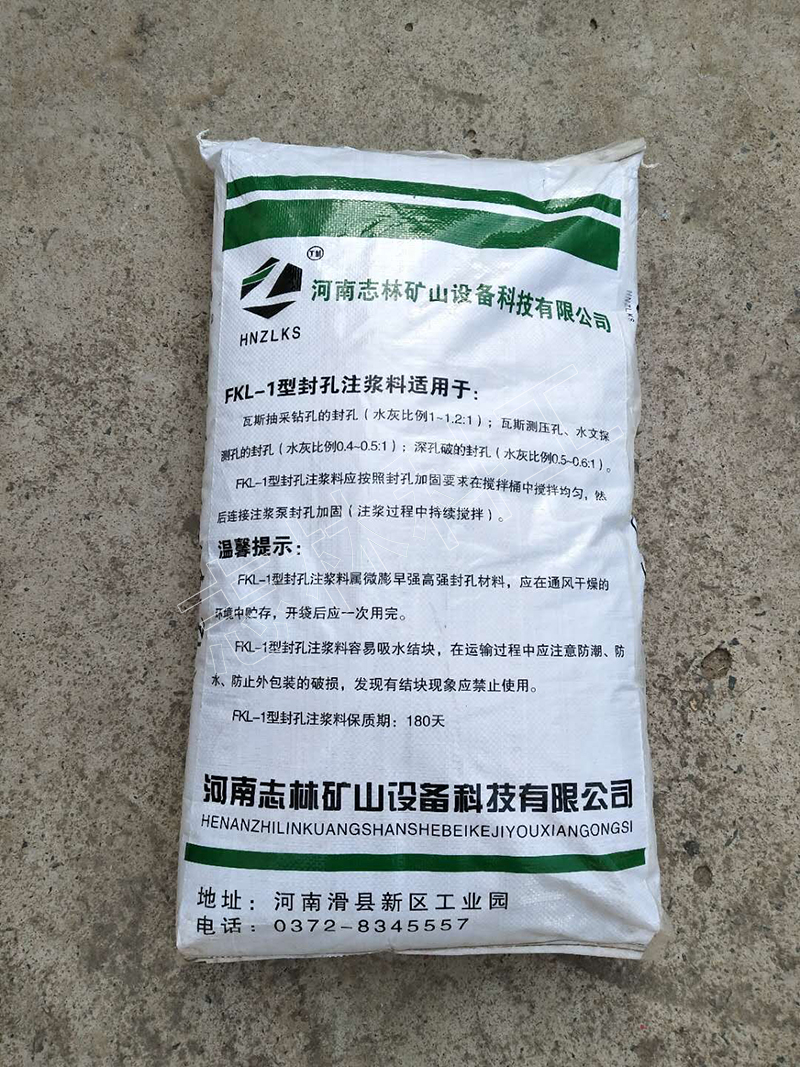 TM
河南志林矿山设备科技有限公司
HNZLKS
HNZLKS
FKL-1型封孔注浆料适用于:
瓦斯抽采钻孔的封孔(水灰比例1~1.2:1);瓦斯测压孔、水文探
测孔的封孔(水灰比例0.4~0.5:1);深孔破的封孔(水灰比例0.5~0.6:1)。
FKL-1型封孔注浆料应按照封孔加固要求在搅拌桶中搅拌均匀,然
后连接注浆泵封孔加固(注浆过程中持续搅拌)。
温馨提示:
FKL-1型封孔注浆料属微膨早强高强封孔材料,应在通风干燥的
环境中贮存,开袋后应一次用完。
FKL-1型封孔注浆料容易吸水结块,在运输过程中应注意防潮、防
水、防止外包装的破损,发现有结块现象应禁止使用。
FKL-1型封孔注浆料保质期:180天
河南志林矿山设备科技有限公司
HENANZHILINKUANGSHANSHEBEIKEJIYOUXIANGONGSI
地址:河南滑县新区工业园
电话:0372-8345557